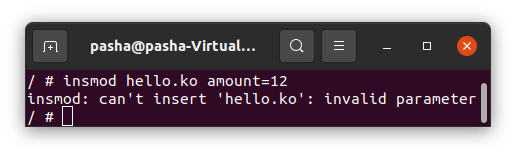 pasha@pasha-Virtual...
/ # insmod hello.ko amount=12
insmod: can't insert 'hello.ko': invalid parameter
/ #